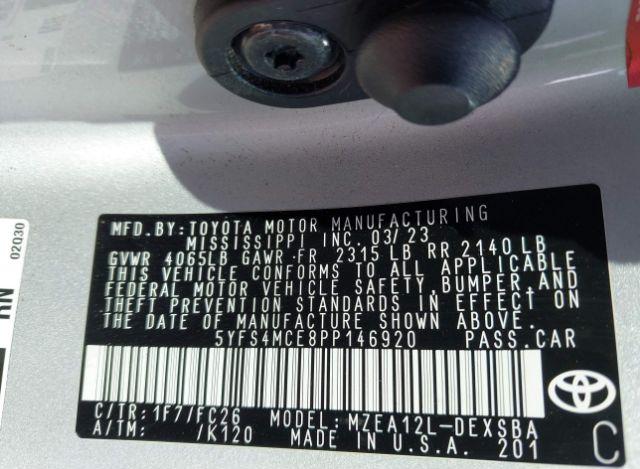 MFD.BY:TOYOTA MOTOR MANUFACTURING
MISSISSIPPI INC. 03/23
GVWR 4065LB GAWR FR 2315 LB RR 2140 LB
THIS VEHICLE CONFORMS TO ALL APPLICABLE
FEDERAL MOTOR VEHICLE SAFETY, BUMPER, AND
THEFT PREVENTION STANDARDS IN EFFECT ON
THE DATE OF MANUFACTURE SHOWN ABOVE.
5YFS4MCE8PP146920 PASS.CAR
C/TR: 1F7/FC26 MODEL: MZEA12L-DEXSBA
A/TM: /K120 MADE IN U.S.A. 201
C
02030
RN